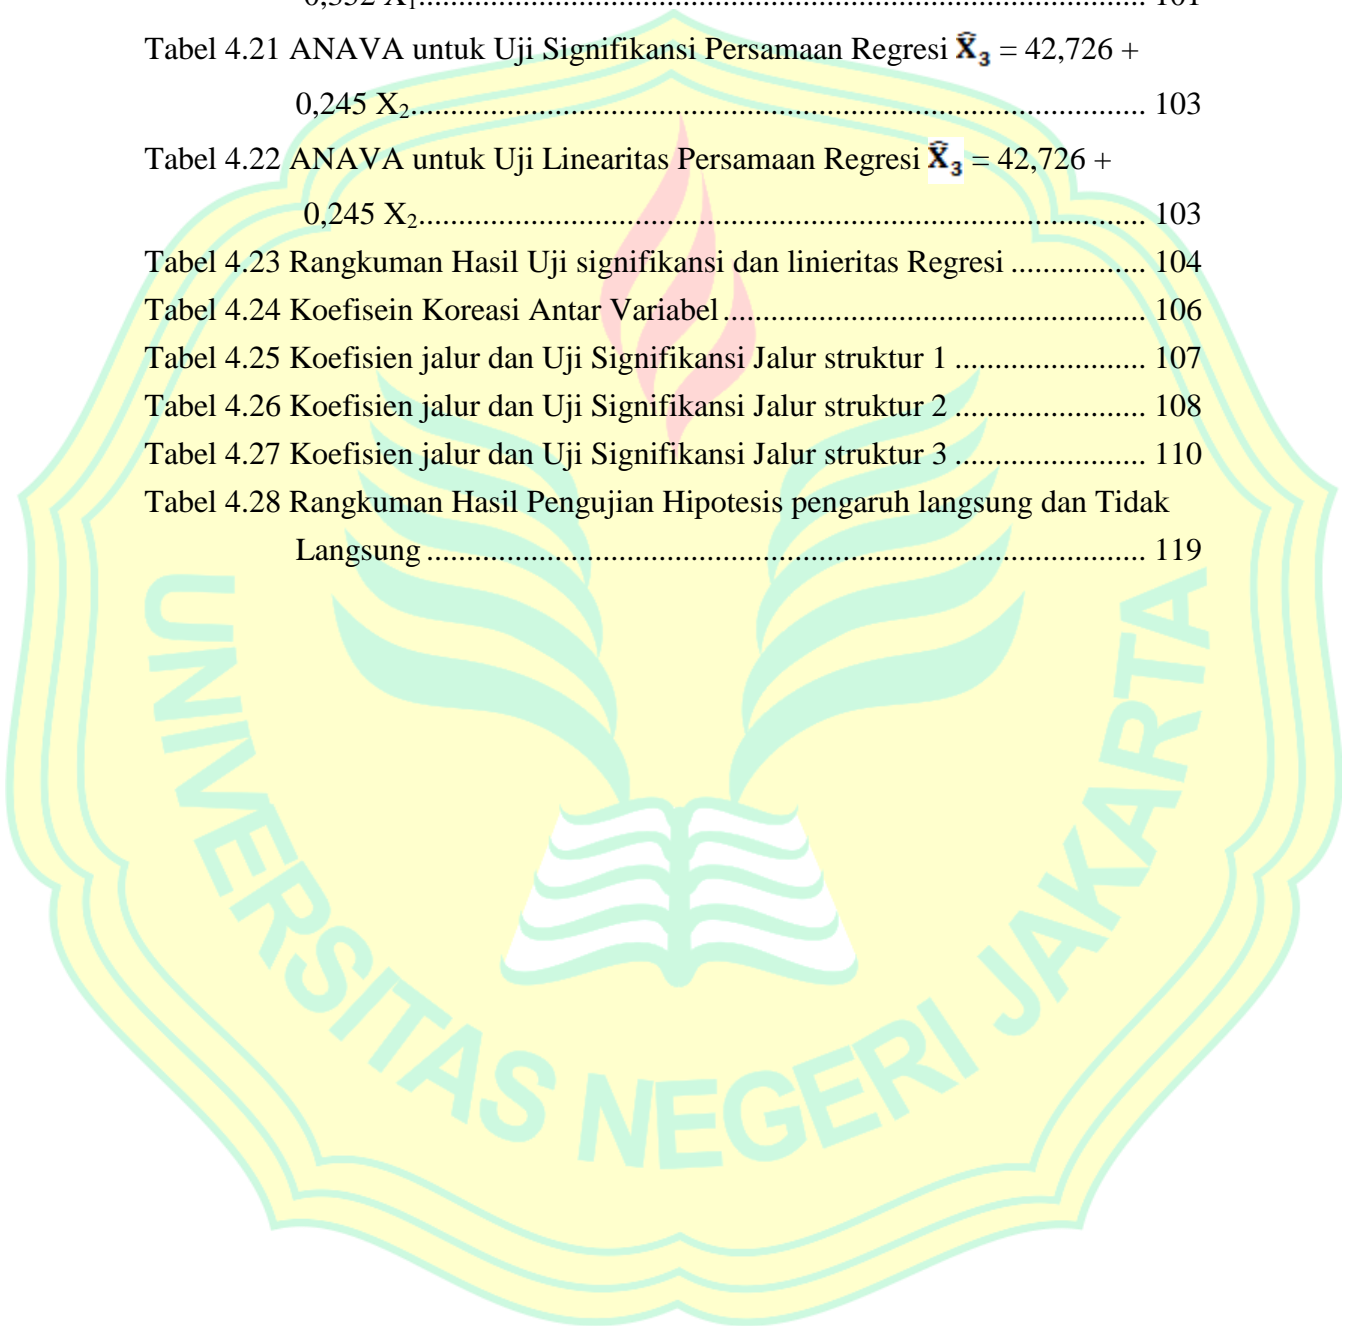 0,352 X₁.......................................................................................... 101
Tabel 4.21 ANAVA untuk Uji Signifikansi Persamaan Regresi X̂₃ = 42,726 +
0,245 X₂............................................................................................ 103
Tabel 4.22 ANAVA untuk Uji Linearitas Persamaan Regresi X̂₃ = 42,726 +
0,245 X₂........................................................................................... 103
Tabel 4.23 Rangkuman Hasil Uji signifikansi dan linieritas Regresi ................. 104
Tabel 4.24 Koefisein Koreasi Antar Variabel ..................................................... 106
Tabel 4.25 Koefisien jalur dan Uji Signifikansi Jalur struktur 1 ........................ 107
Tabel 4.26 Koefisien jalur dan Uji Signifikansi Jalur struktur 2 ........................ 108
Tabel 4.27 Koefisien jalur dan Uji Signifikansi Jalur struktur 3 ........................ 110
Tabel 4.28 Rangkuman Hasil Pengujian Hipotesis pengaruh langsung dan Tidak
Langsung .......................................................................................... 119
UNIVERSITAS NEGERI JAKARTA